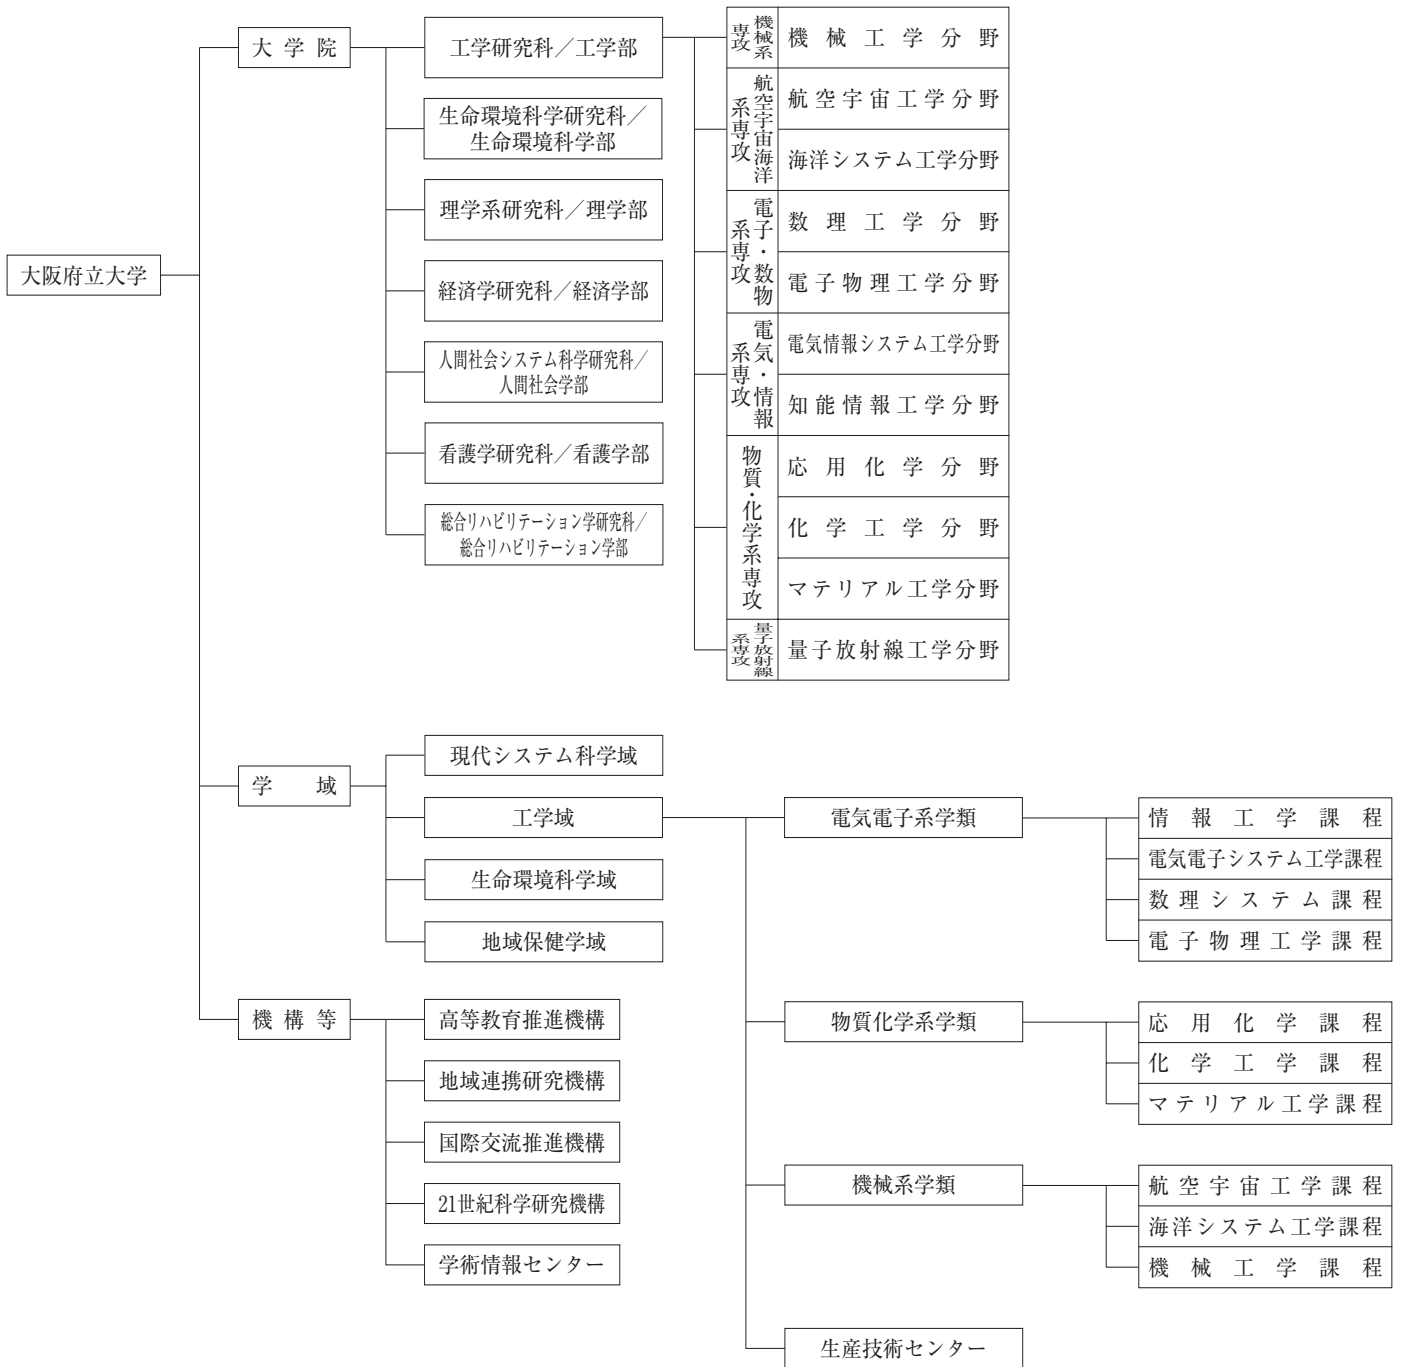 大阪府立大学
大学院
工学研究科／工学部
機械系
専攻
機械工学分野
航空宇宙海洋
系専攻
航空宇宙工学分野
海洋システム工学分野
電子・数物
系専攻
数理工学分野
電子物理工学分野
電気・情報
系専攻
電気情報システム工学分野
知能情報工学分野
物質・化学系専攻
応用化学分野
化学工学分野
マテリアル工学分野
量子放射線
系専攻
量子放射線工学分野
生命環境科学研究科／
生命環境科学部
理学系研究科／理学部
経済学研究科／経済学部
人間社会システム科学研究科／
人間社会学部
看護学研究科／看護学部
総合リハビリテーション学研究科／
総合リハビリテーション学部
学域
現代システム科学域
工学域
電気電子系学類
情報工学課程
電気電子システム工学課程
数理システム課程
電子物理工学課程
物質化学系学類
応用化学課程
化学工学課程
マテリアル工学課程
機械系学類
航空宇宙工学課程
海洋システム工学課程
機械工学課程
生産技術センター
生命環境科学域
地域保健学域
機構等
高等教育推進機構
地域連携研究機構
国際交流推進機構
21世紀科学研究機構
学術情報センター